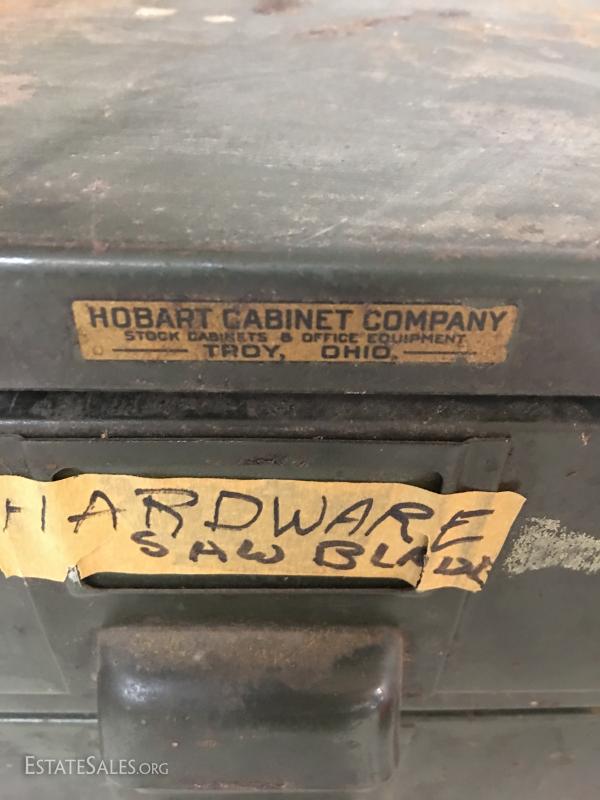 HOBART CABINET COMPANY
STOCK CABINETS & OFFICE EQUIPMENT
TROY, OHIO.
HARDWARE
SAW BLADE
ESTATESALES.ORG